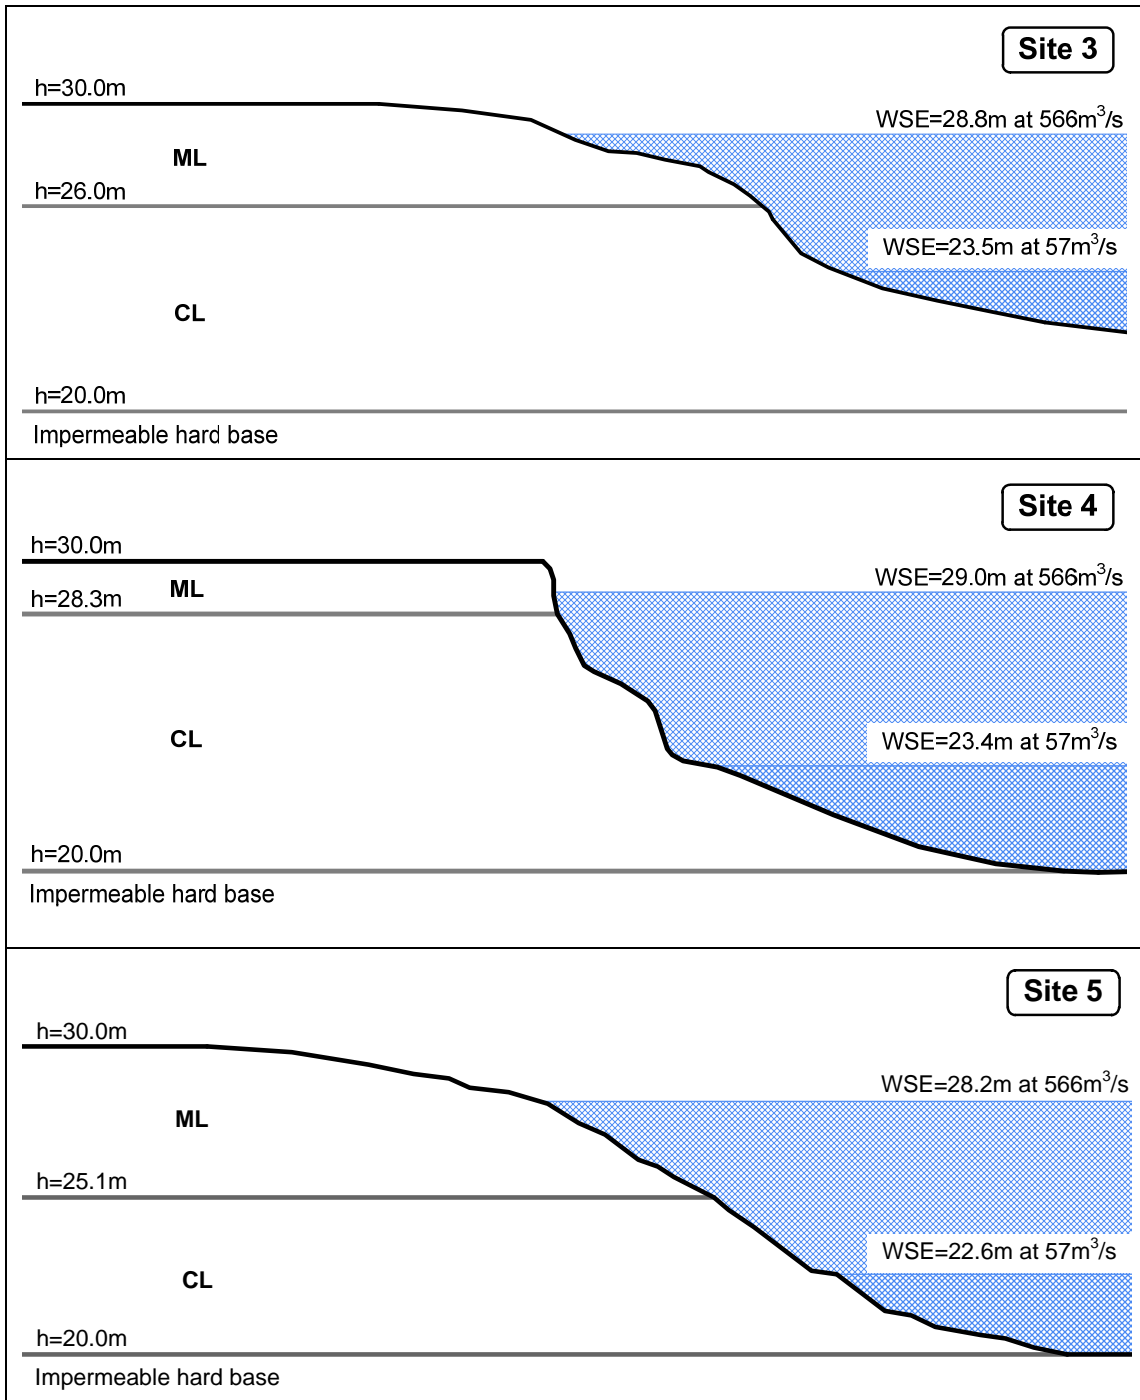 Site 3
h=30.0m
WSE=28.8m at 566m³/s
ML
h=26.0m
WSE=23.5m at 57m³/s
CL
h=20.0m
Impermeable hard base
Site 4
h=30.0m
WSE=29.0m at 566m³/s
ML
h=28.3m
CL
WSE=23.4m at 57m³/s
h=20.0m
Impermeable hard base
Site 5
h=30.0m
WSE=28.2m at 566m³/s
ML
h=25.1m
WSE=22.6m at 57m³/s
CL
h=20.0m
Impermeable hard base